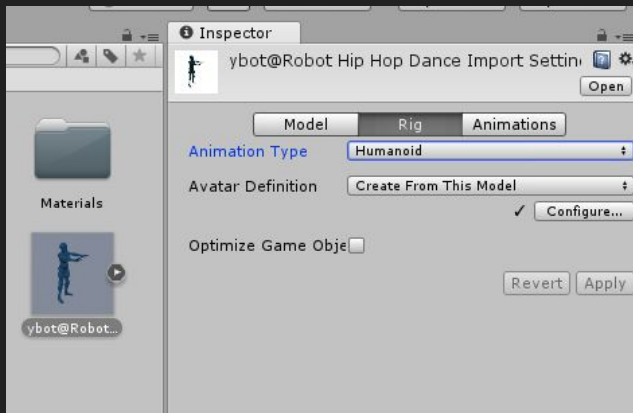 Inspector
ybot@Robot Hip Hop Dance Import Settin
Open
Model Rig Animations
Animation Type Humanoid
Avatar Definition Create From This Model
✓ Configure...
Optimize Game Obje
Revert Apply
Materials
ybot@Robot...